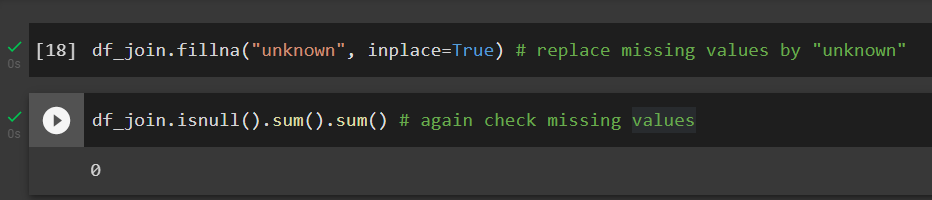 [18] df_join.fillna("unknown", inplace=True) # replace missing values by "unknown"
0s
df_join.isnull().sum().sum() # again check missing values
0s
0